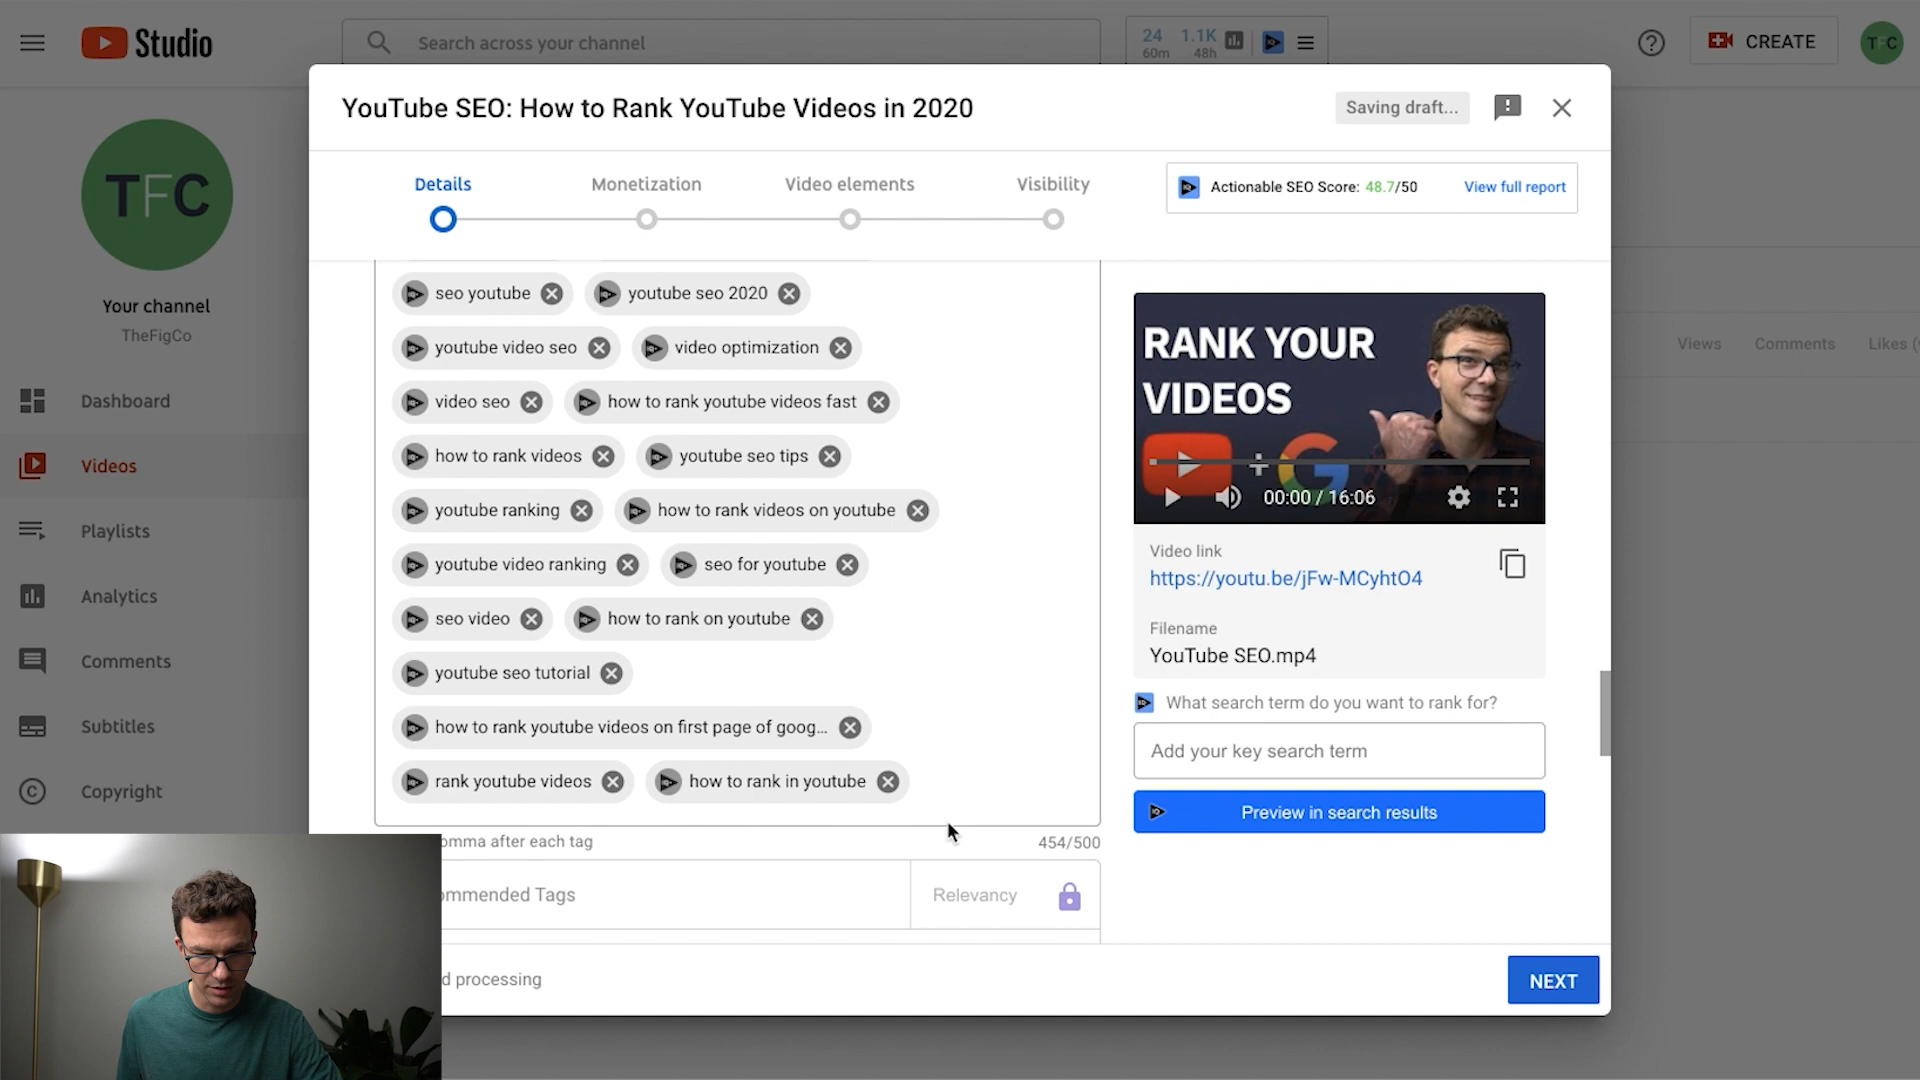 Studio
Search across your channel
24 60m
1.1K 48h
CREATE
TFC
YouTube SEO: How to Rank YouTube Videos in 2020
Saving draft...
Details
Monetization
Video elements
Visibility
Actionable SEO Score: 48.7/50
View full report
TFC
Your channel
TheFigCo
Dashboard
Videos
Playlists
Analytics
Comments
Subtitles
Copyright
seo youtube
youtube seo 2020
youtube video seo
video optimization
video seo
how to rank youtube videos fast
how to rank videos
youtube seo tips
youtube ranking
how to rank videos on youtube
youtube video ranking
seo for youtube
seo video
how to rank on youtube
youtube seo tutorial
how to rank youtube videos on first page of goog...
rank youtube videos
how to rank in youtube
omma after each tag
454/500
mmended Tags
Relevancy
d processing
RANK YOUR
VIDEOS
00:00 / 16:06
Video link
https://youtu.be/jFw-MCyhtO4
Filename
YouTube SEO.mp4
What search term do you want to rank for?
Add your key search term
Preview in search results
NEXT
Views
Comments
Likes (